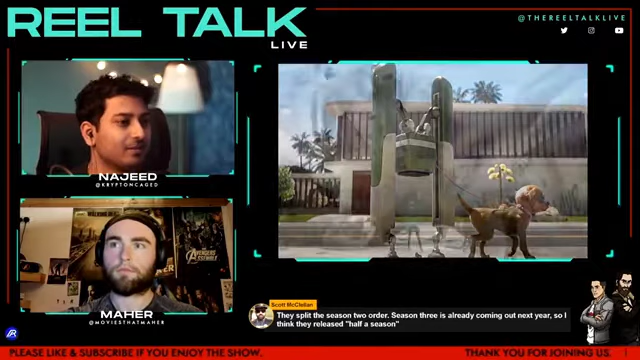 REEL TALK
LIVE
@THEREELTALKLIVE
NAJEED
@KRYPTONCAGED
MAHER
@MOVIESTHATMAHER
AVENGERS
ASSEMBLE
Scott McClellan
They split the season two order. Season three is already coming out next year, so I
think they released "half a season"
PLEASE LIKE & SUBSCRIBE IF YOU ENJOY THE SHOW.
THANK YOU FOR JOINING US.